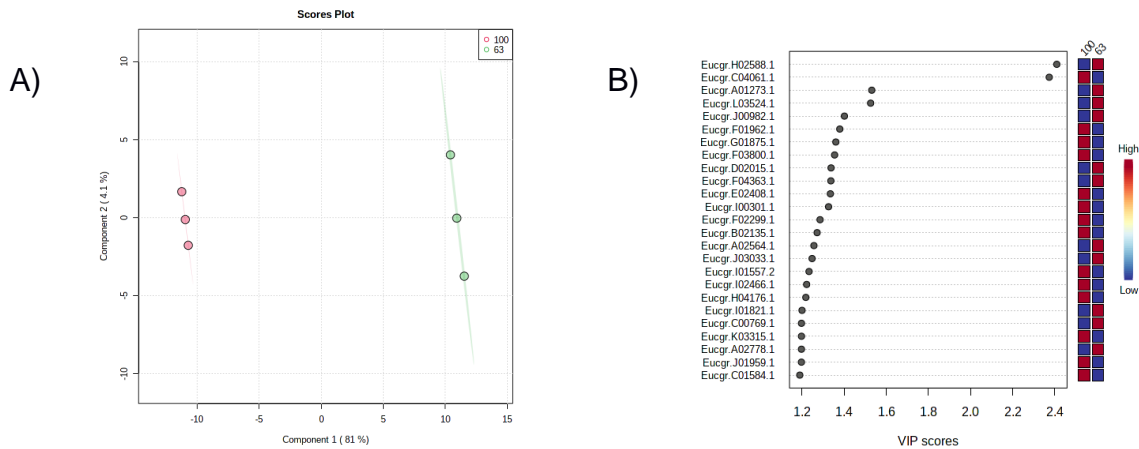 A)
Scores Plot
100
63
10
5
0
-5
-10
Component 2 ( 4.1 %)
-10
-5
0
5
10
15
Component 1 ( 81 %)
B)
100
63
Eucgr.H02588.1
Eucgr.C04061.1
Eucgr.A01273.1
Eucgr.L03524.1
Eucgr.J00982.1
Eucgr.F01962.1
Eucgr.G01875.1
Eucgr.F03800.1
Eucgr.D02015.1
Eucgr.F04363.1
Eucgr.E02408.1
Eucgr.I00301.1
Eucgr.F02299.1
Eucgr.B02135.1
Eucgr.A02564.1
Eucgr.J03033.1
Eucgr.I01557.2
Eucgr.I02466.1
Eucgr.H04176.1
Eucgr.I01821.1
Eucgr.C00769.1
Eucgr.K03315.1
Eucgr.A02778.1
Eucgr.J01959.1
Eucgr.C01584.1
1.2
1.4
1.6
1.8
2.0
2.2
2.4
VIP scores
High
Low